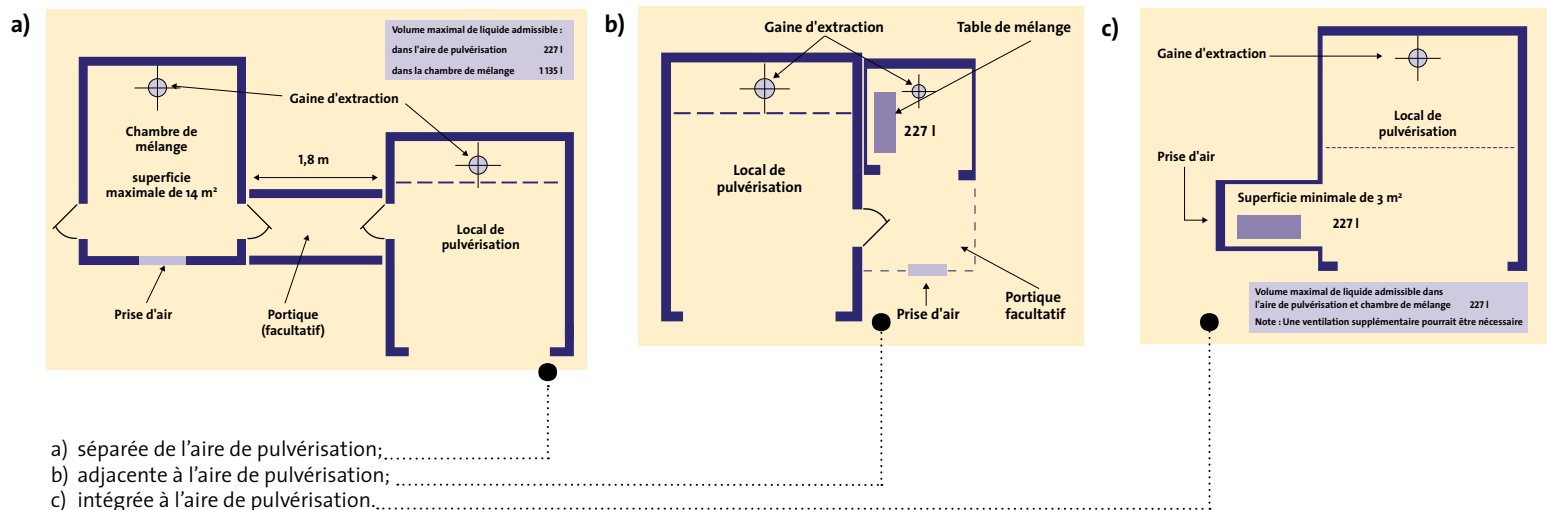 a)
Volume maximal de liquide admissible :
dans l'aire de pulvérisation 227 l
dans la chambre de mélange 1 135 l
Gaine d'extraction
Chambre de
mélange
superficie
maximale de 14 m²
1,8 m
Local de
pulvérisation
Prise d'air
Portique
(facultatif)
b)
Gaine d'extraction
Table de mélange
227 l
Local de
pulvérisation
Prise d'air
Portique
facultatif
c)
Gaine d'extraction
Local de
pulvérisation
Prise d'air
Superficie minimale de 3 m²
227 l
Volume maximal de liquide admissible dans
l'aire de pulvérisation et chambre de mélange 227 l
Note : Une ventilation supplémentaire pourrait être nécessaire
a) séparée de l'aire de pulvérisation;
b) adjacente à l'aire de pulvérisation;
c) intégrée à l'aire de pulvérisation.